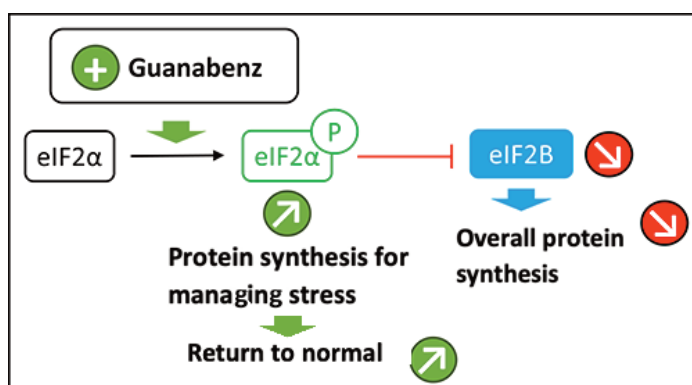 + Guanabenz
eIF2α
eIF2α
P
eIF2B
Protein synthesis for
managing stress
Overall protein
synthesis
Return to normal